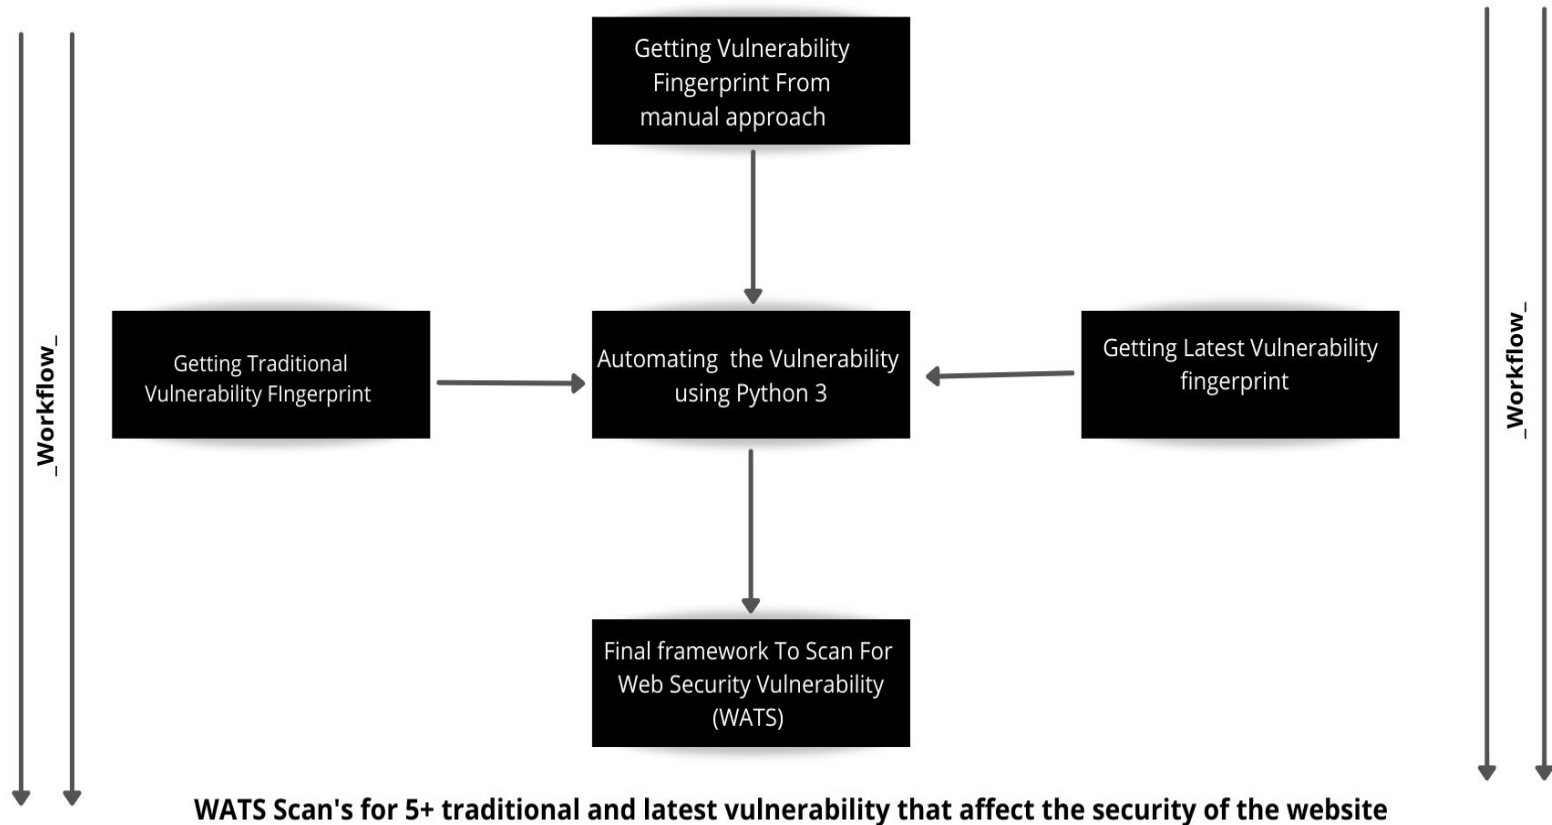 Getting Vulnerability
Fingerprint From
manual approach
_Workflow_
Getting Traditional
Vulnerability FIngerprint
Automating the Vulnerability
using Python 3
Getting Latest Vulnerability
fingerprint
_Workflow_
Final framework To Scan For
Web Security Vulnerability
(WATS)
WATS Scan's for 5+ traditional and latest vulnerability that affect the security of the website